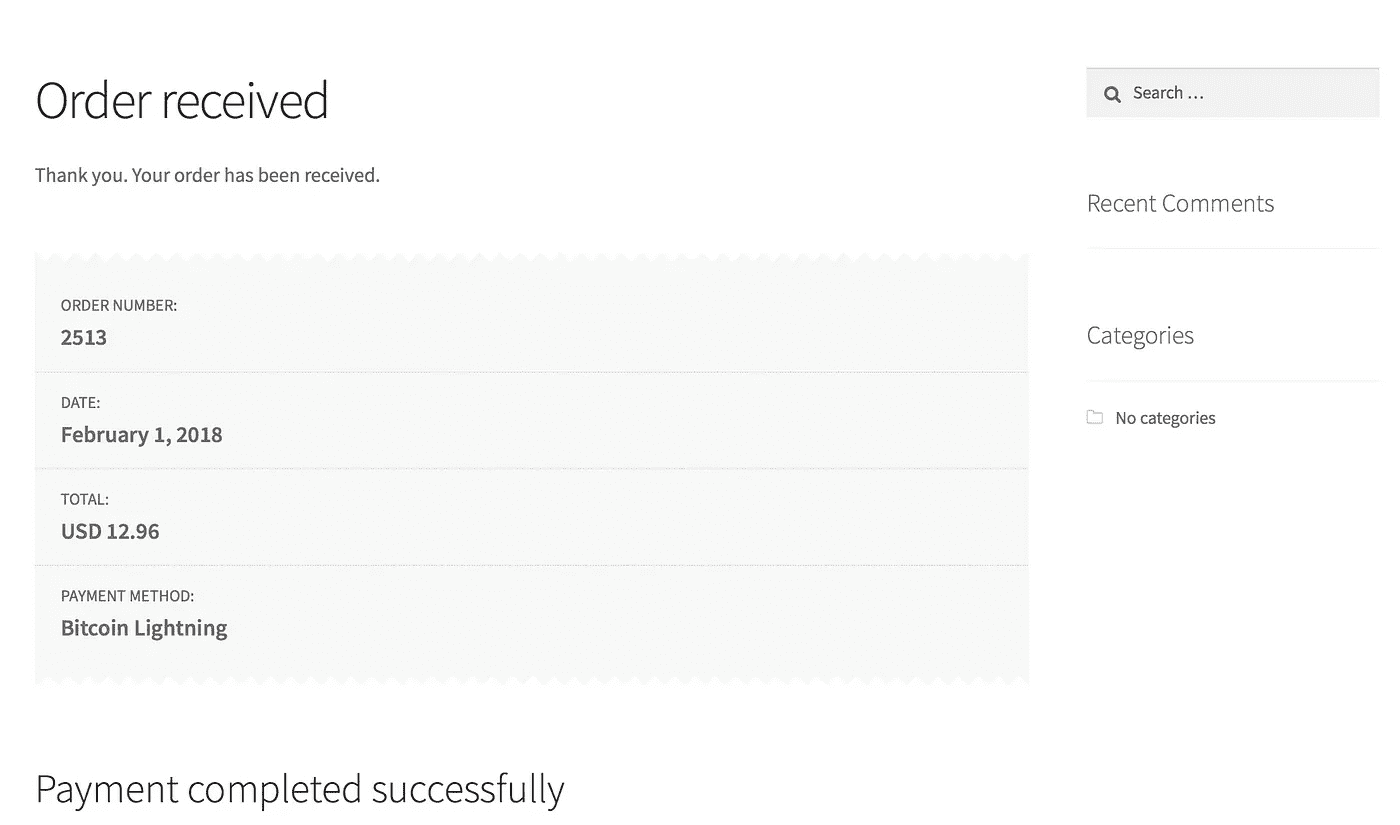 Order received
Thank you. Your order has been received.
ORDER NUMBER:
2513
DATE:
February 1, 2018
TOTAL:
USD 12.96
PAYMENT METHOD:
Bitcoin Lightning
Payment completed successfully
Search …
Recent Comments
Categories
No categories